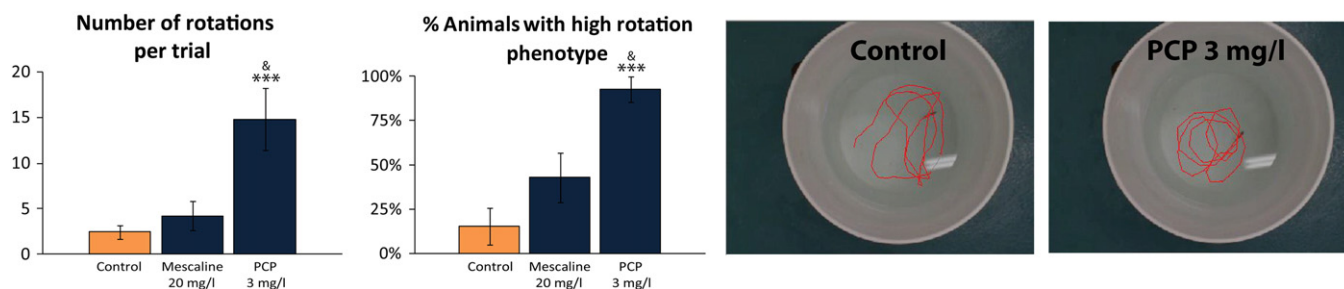 Number of rotations
per trial
20
15
10
5
0
&
***
Control
Mescaline
20 mg/l
PCP
3 mg/l
% Animals with high rotation
phenotype
100%
75%
50%
25%
0%
&
***
Control
Mescaline
20 mg/l
PCP
3 mg/l
Control
PCP 3 mg/l